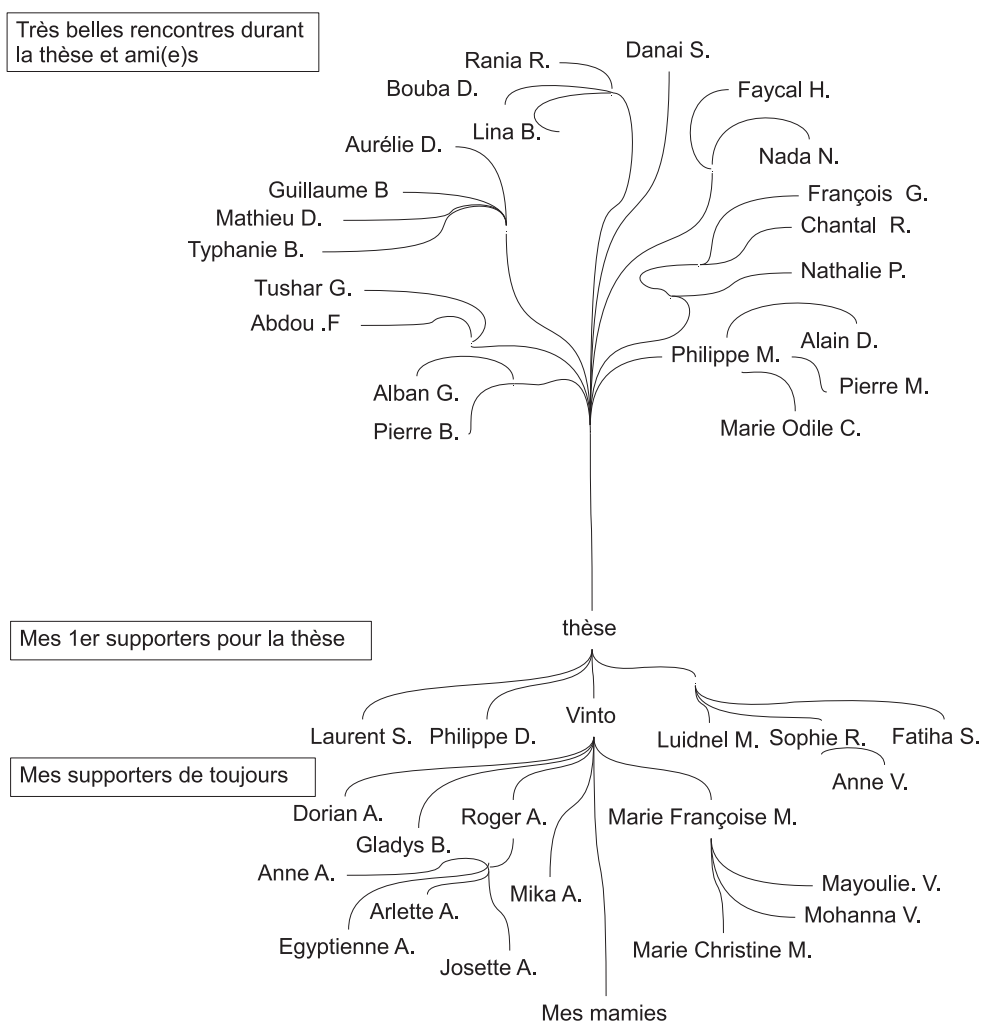 Très belles rencontres durant
la thèse et ami(e)s
Danai S.
Rania R.
Bouba D.
Faycal H.
Lina B.
Aurélie D.
Nada N.
Guillaume B
François G.
Mathieu D.
Chantal R.
Typhanie B.
Nathalie P.
Tushar G.
Abdou .F
Alain D.
Philippe M.
Pierre M.
Alban G.
Pierre B.
Marie Odile C.
thèse
Mes 1er supporters pour la thèse
Laurent S.
Philippe D.
Vinto
Luidnel M.
Sophie R.
Fatiha S.
Mes supporters de toujours
Anne V.
Dorian A.
Roger A.
Marie Françoise M.
Gladys B.
Anne A.
Mika A.
Mayoulie. V.
Arlette A.
Mohanna V.
Egyptienne A.
Marie Christine M.
Josette A.
Mes mamies